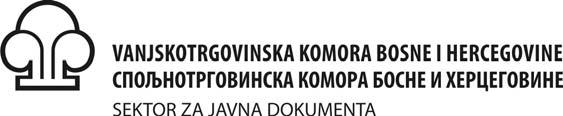 VANJSKOTRGOVINSKA KOMORA BOSNE I HERCEGOVINE
СПОЉНОТРГОВИНСКА КОМОРА БОСНЕ И ХЕРЦЕГОВИНЕ
SEKTOR ZA JAVNA DOKUMENTA